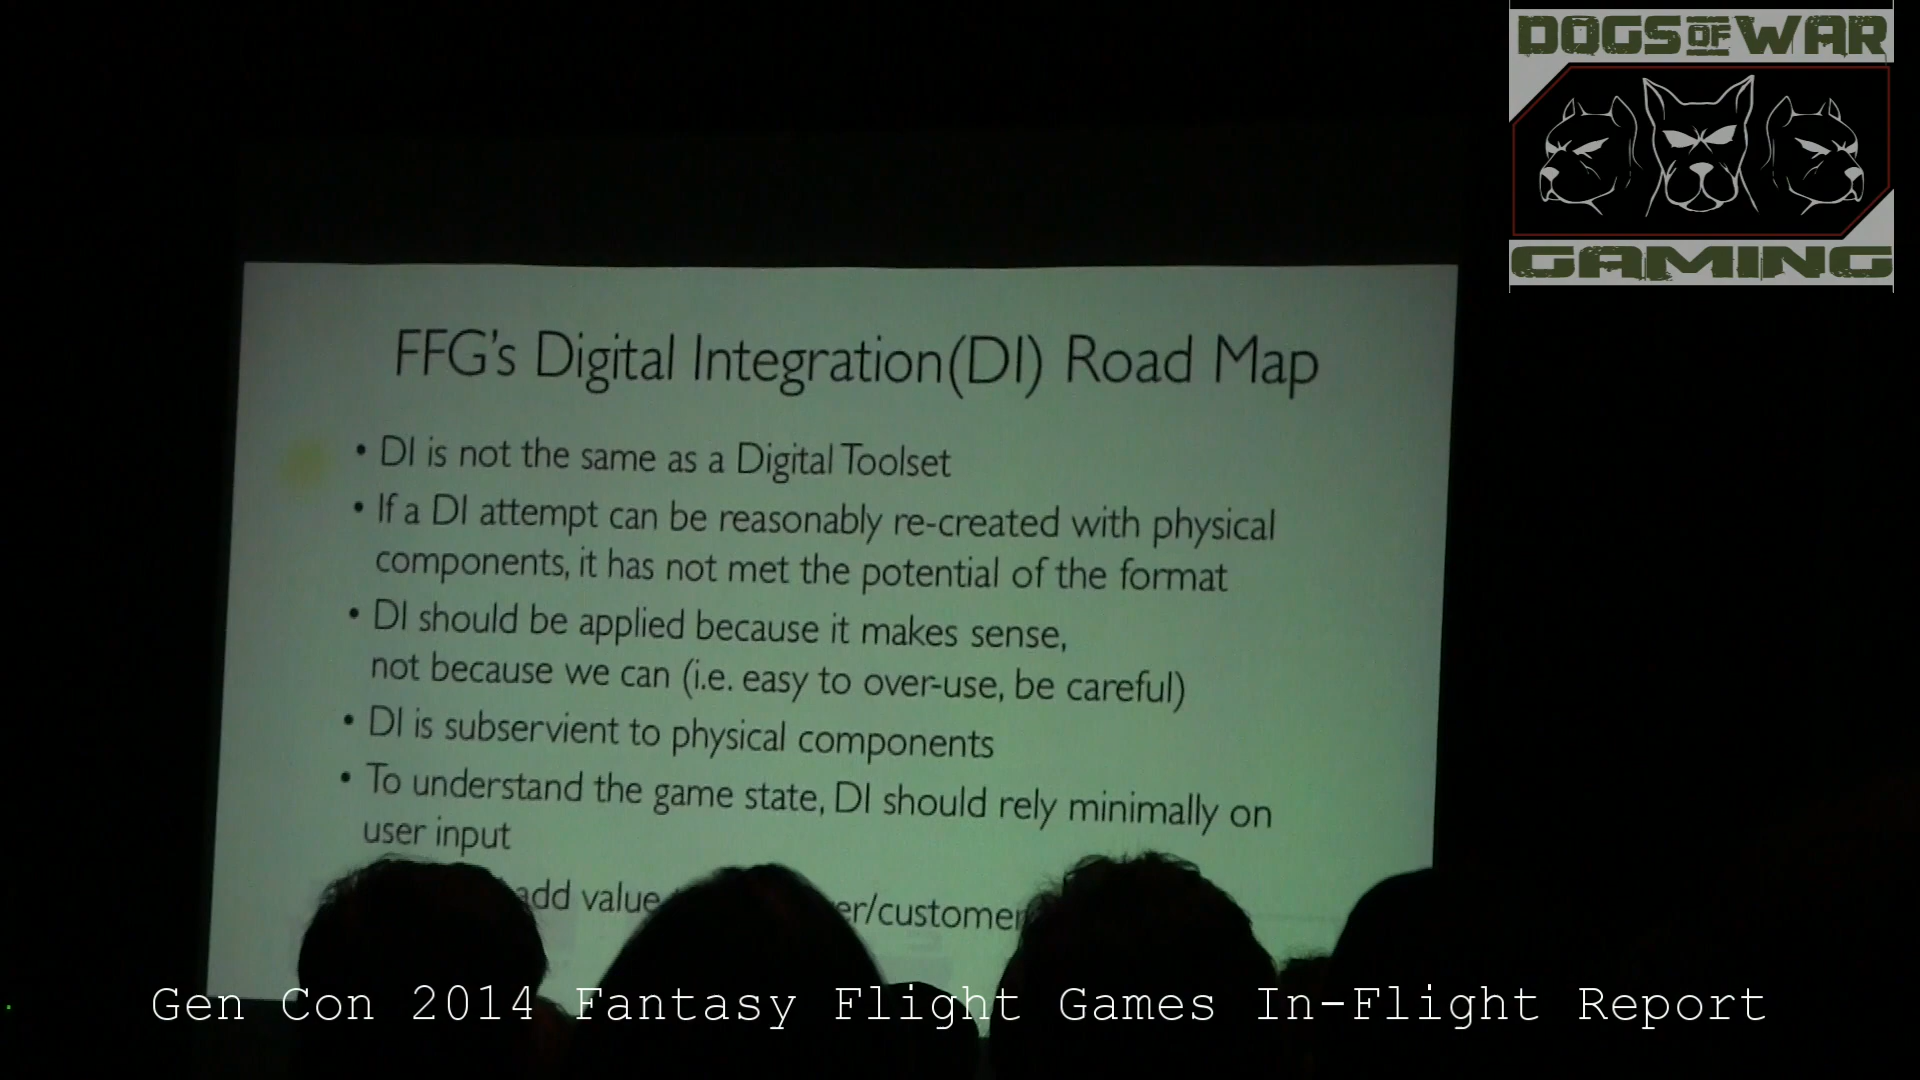 DOGS OF WAR
GAMING
FFG's Digital Integration(DI) Road Map
• DI is not the same as a Digital Toolset
• If a DI attempt can be reasonably re-created with physical
components, it has not met the potential of the format
• DI should be applied because it makes sense,
not because we can (i.e. easy to over-use, be careful)
• DI is subservient to physical components
• To understand the game state, DI should rely minimally on
user input
add value er/customer
Gen Con 2014 Fantasy Flight Games In-Flight Report